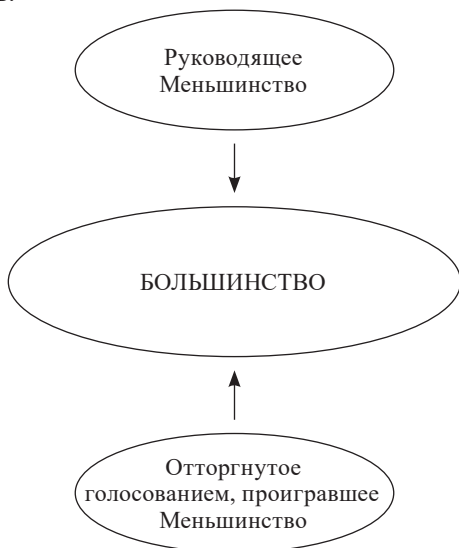 Руководящее
Меньшинство
БОЛЬШИНСТВО
Отторгнутое
голосованием, проигравшее
Меньшинство